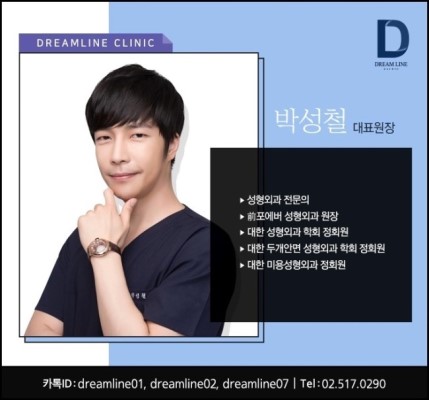 DREAMLINE CLINIC
D
DREAM LINE
박성철 대표원장
▶ 성형외과 전문의
▶ 前포에버 성형외과 원장
▶ 대한 성형외과 학회 정회원
▶ 대한 두개안면 성형외과 학회 정회원
▶ 대한 미용성형외과 정회원
카톡ID : dreamline01, dreamline02, dreamline07 | Tel : 02.517.0290